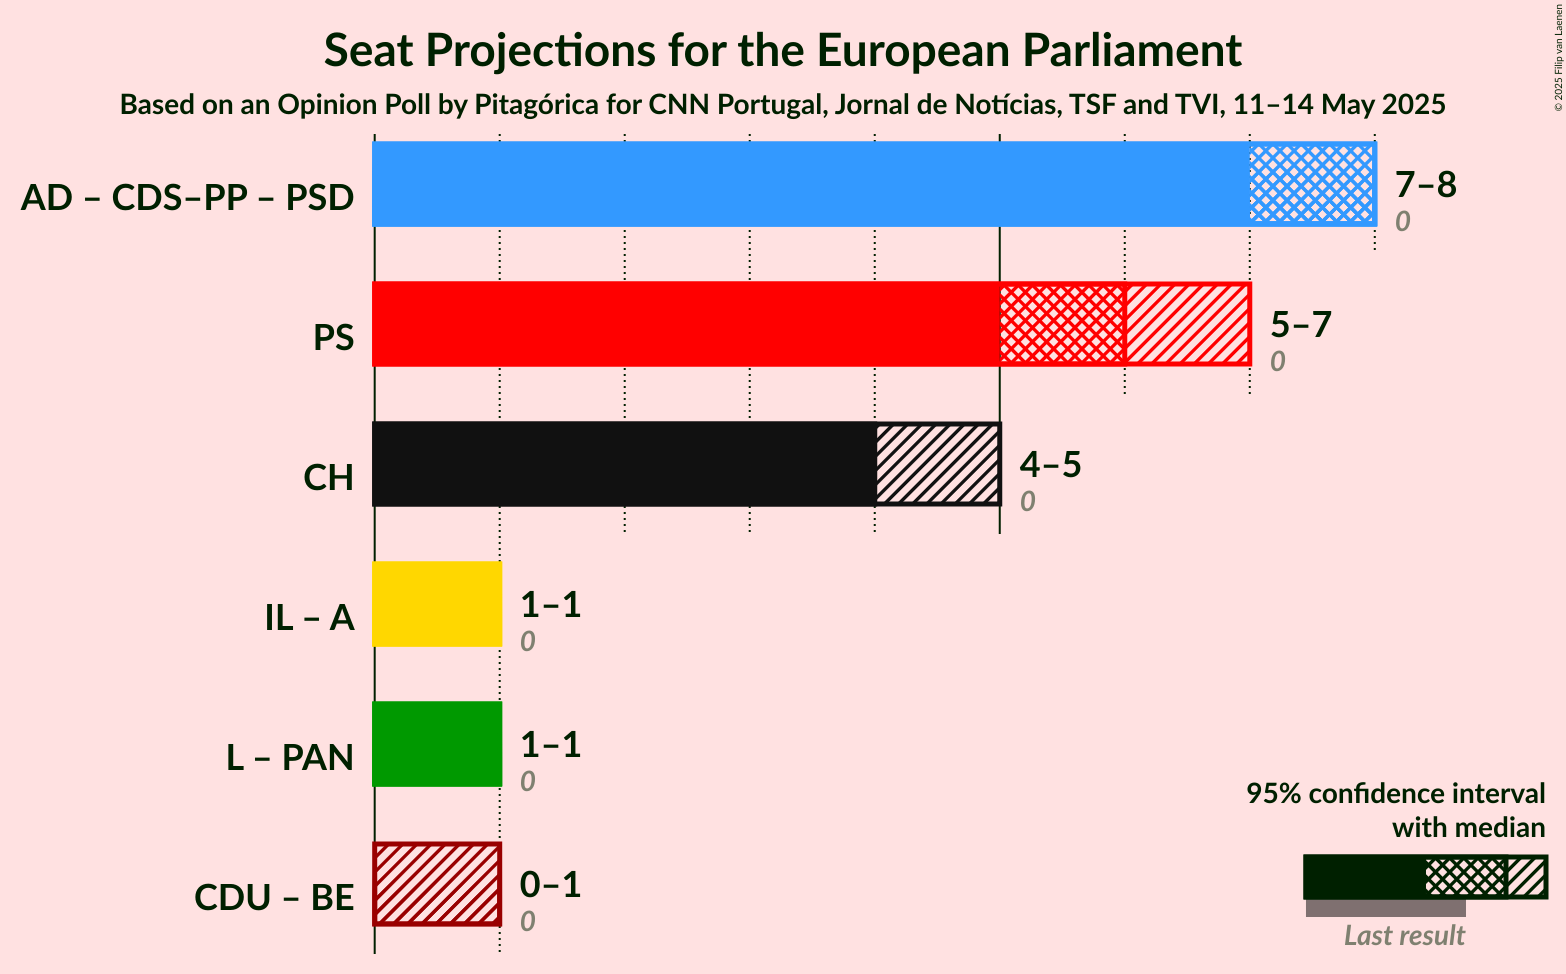 Seat Projections for the European Parliament
Based on an Opinion Poll by Pitagórica for CNN Portugal, Jornal de Notícias, TSF and TVI, 11–14 May 2025
© 2025 Filip van Laenen
AD – CDS–PP – PSD
7–8
0
PS
5–7
0
CH
4–5
0
IL – A
1–1
0
L – PAN
1–1
0
CDU – BE
0–1
0
95% confidence interval
with median
Last result